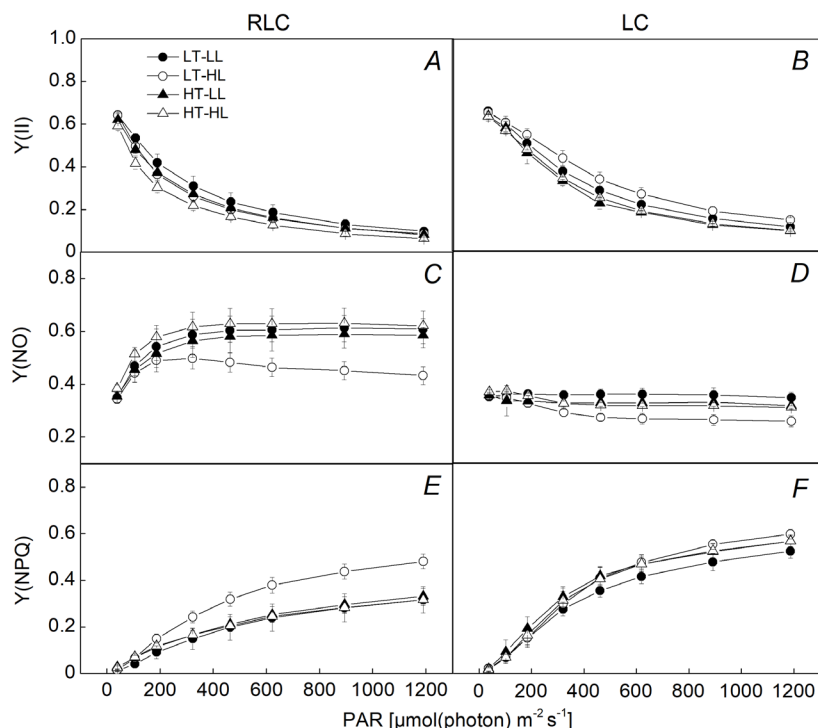 RLC
LC
1.0
0.8
0.6
0.4
0.2
0
Y(II)
LT-LL
LT-HL
HT-LL
HT-HL
A
B
0.8
0.6
0.4
0.2
Y(NO)
C
D
0.8
0.6
0.4
0.2
0
Y(NPQ)
E
F
0 200 400 600 800 1000 1200
0 200 400 600 800 1000 1200
PAR [µmol(photon) m⁻² s⁻¹]